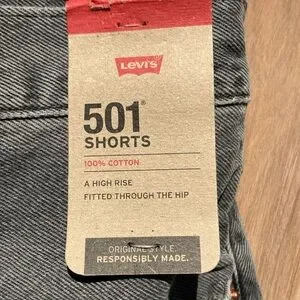 Levi's
501®
SHORTS
100% COTTON
A HIGH RISE
FITTED THROUGH THE HIP
ORIGINAL STYLE.
RESPONSIBLY MADE.